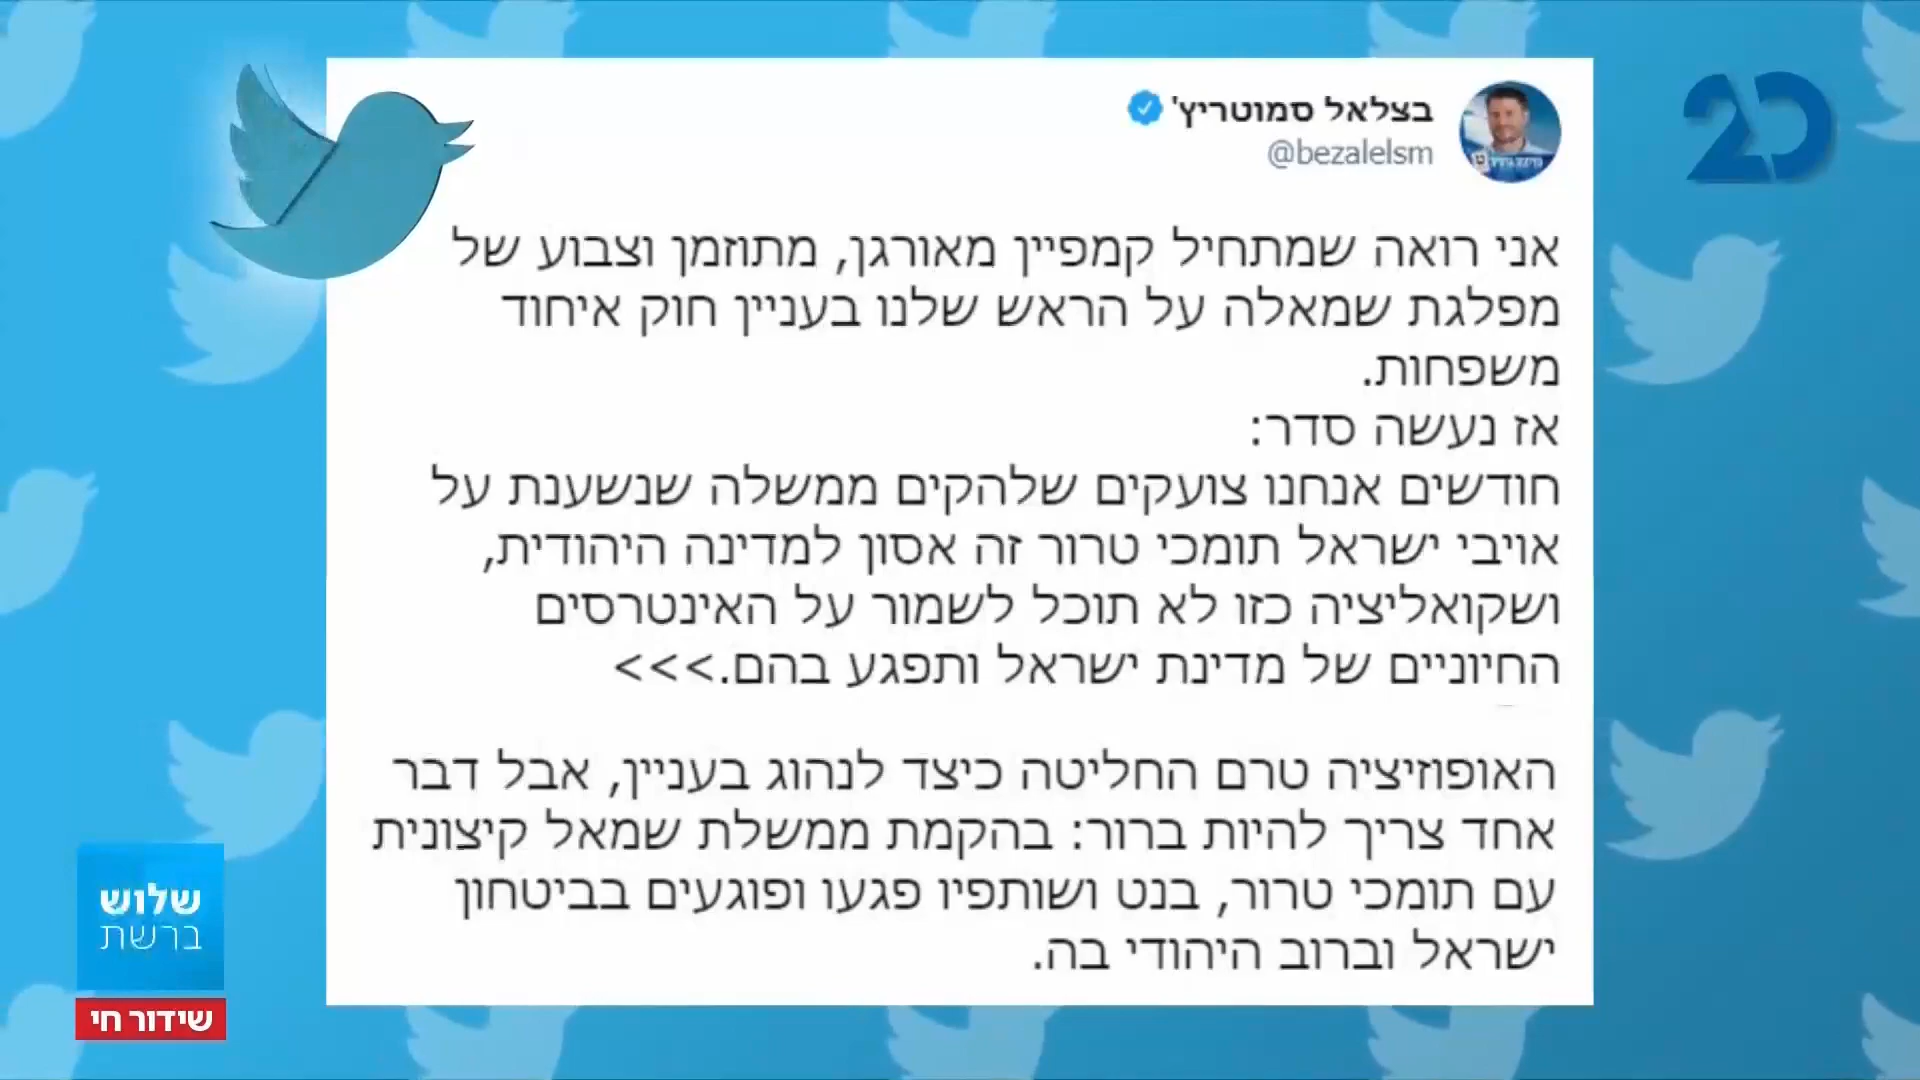 בצלאל סמוטריץ'
@bezalelsm
20
אני רואה שמתחיל קמפיין מאורגן, מתוזמן וצבוע של
מפלגת שמאלה על הראש שלנו בעניין חוק איחוד
משפחות.
אז נעשה סדר:
חודשים אנחנו צועקים שלהקים ממשלה שנשענת על
אויבי ישראל תומכי טרור זה אסון למדינה היהודית,
ושקואליציה כזו לא תוכל לשמור על האינטרסים
החיוניים של מדינת ישראל ותפגע בהם.>>>
האופוזיציה טרם החליטה כיצד לנהוג בעניין, אבל דבר
אחד צריך להיות ברור: בהקמת ממשלת שמאל קיצונית
עם תומכי טרור, בנט ושותפיו פגעו ופוגעים בביטחון
ישראל וברוב היהודי בה.
שלוש
ברשת
שידור חי